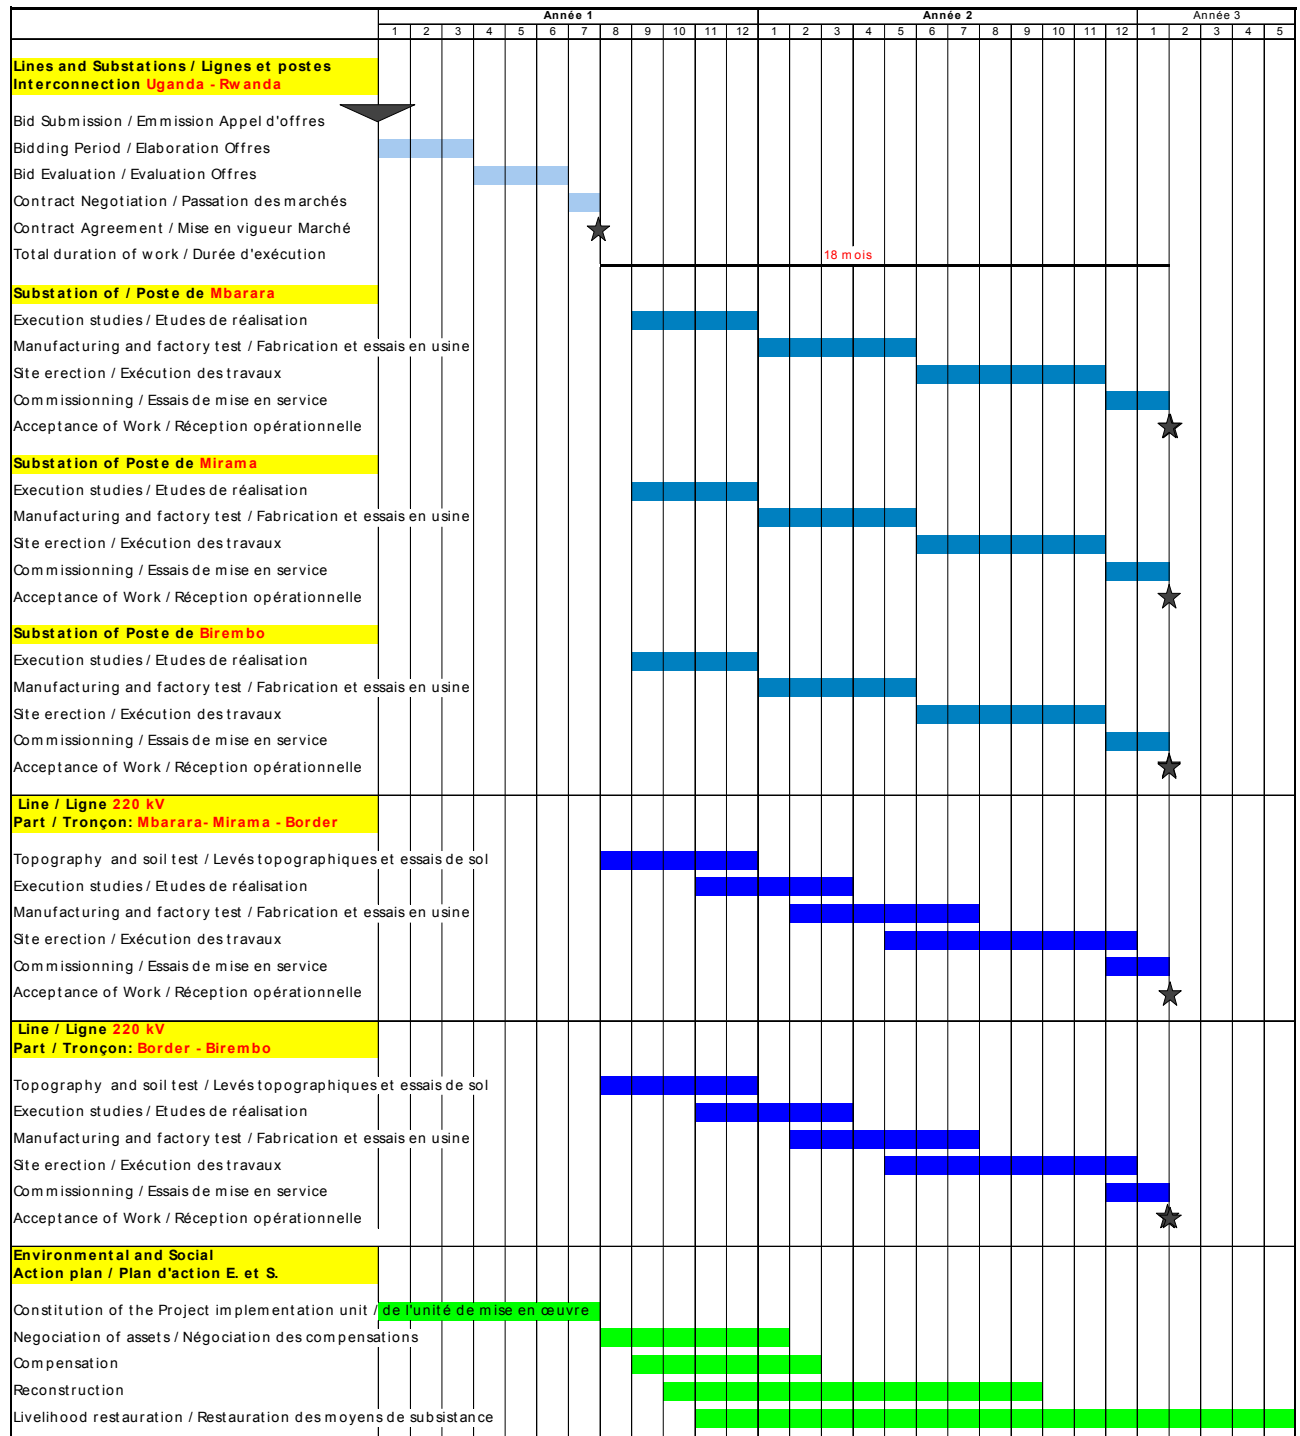 Année 1 Année 2 Année 3
1 2 3 4 5 6 7 8 9 10 11 12 1 2 3 4 5 6 7 8 9 10 11 12 1 2 3 4 5
Lines and Substations / Lignes et postes
Interconnection Uganda - Rwanda
Bid Submission / Emmission Appel d'offres
Bidding Period / Elaboration Offres
Bid Evaluation / Evaluation Offres
Contract Negotiation / Passation des marchés
Contract Agreement / Mise en vigueur Marché
Total duration of work / Durée d'exécution 18 mois
Substation of / Poste de Mbarara
Execution studies / Etudes de réalisation
Manufacturing and factory test / Fabrication et essais en usine
Site erection / Exécution des travaux
Commissionning / Essais de mise en service
Acceptance of Work / Réception opérationnelle
Substation of Poste de Mirama
Execution studies / Etudes de réalisation
Manufacturing and factory test / Fabrication et essais en usine
Site erection / Exécution des travaux
Commissionning / Essais de mise en service
Acceptance of Work / Réception opérationnelle
Substation of Poste de Birembo
Execution studies / Etudes de réalisation
Manufacturing and factory test / Fabrication et essais en usine
Site erection / Exécution des travaux
Commissionning / Essais de mise en service
Acceptance of Work / Réception opérationnelle
Line / Ligne 220 kV
Part / Tronçon: Mbarara- Mirama - Border
Topography and soil test / Levés topographiques et essais de sol
Execution studies / Etudes de réalisation
Manufacturing and factory test / Fabrication et essais en usine
Site erection / Exécution des travaux
Commissionning / Essais de mise en service
Acceptance of Work / Réception opérationnelle
Line / Ligne 220 kV
Part / Tronçon: Border - Birembo
Topography and soil test / Levés topographiques et essais de sol
Execution studies / Etudes de réalisation
Manufacturing and factory test / Fabrication et essais en usine
Site erection / Exécution des travaux
Commissionning / Essais de mise en service
Acceptance of Work / Réception opérationnelle
Environmental and Social
Action plan / Plan d'action E. et S.
Constitution of the Project implementation unit / de l'unité de mise en œuvre
Negociation of assets / Négociation des compensations
Compensation
Reconstruction
Livelihood restauration / Restauration des moyens de subsistance